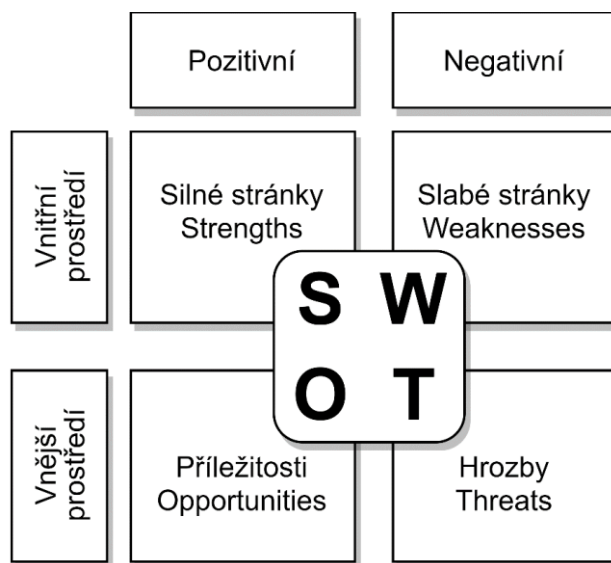 Pozitivní
Negativní
Vnitřní
prostředí
Silné stránky
Strengths
Slabé stránky
Weaknesses
S W
O T
Vnější
prostředí
Příležitosti
Opportunities
Hrozby
Threats